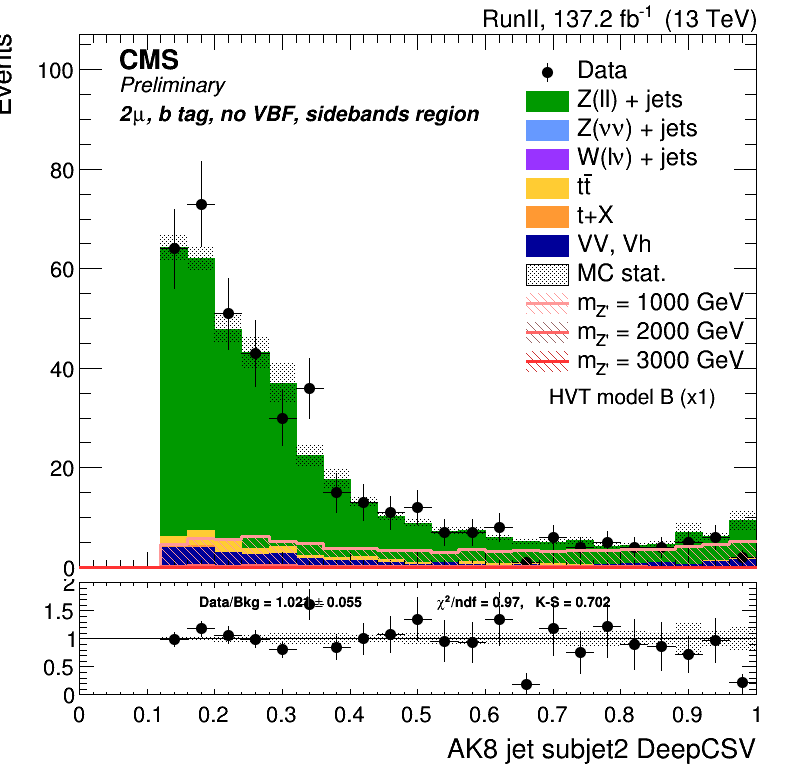 RunII, 137.2 fb⁻¹ (13 TeV)
Events
CMS
Preliminary
2μ, b tag, no VBF, sidebands region
Data
Z(ll) + jets
Z(νν) + jets
W(lν) + jets
tt̄
t+X
VV, Vh
MC stat.
m_Z' = 1000 GeV
m_Z' = 2000 GeV
m_Z' = 3000 GeV
HVT model B (x1)
100
80
60
40
20
0
Data/Bkg = 1.021 ± 0.055
χ²/ndf = 0.97, K-S = 0.702
2
1.5
1
0.5
0
0 0.1 0.2 0.3 0.4 0.5 0.6 0.7 0.8 0.9 1
AK8 jet subjet2 DeepCSV